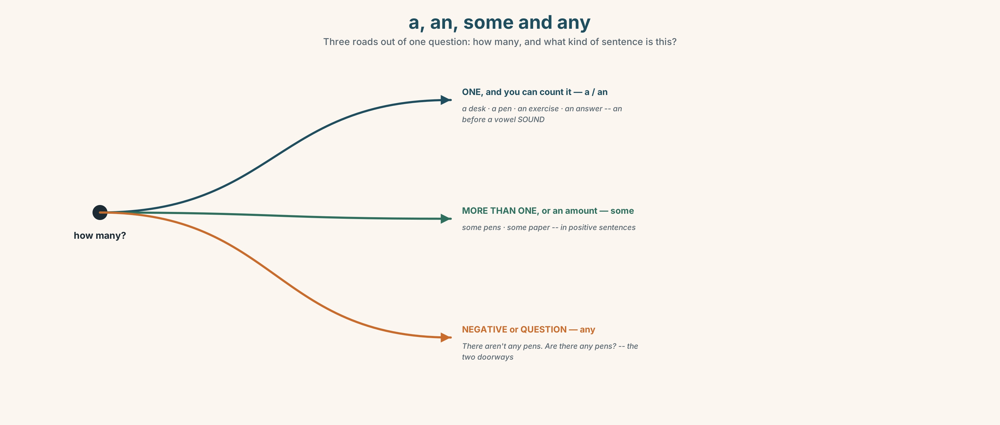 a, an, some and any
Three roads out of one question: how many, and what kind of sentence is this?
ONE, and you can count it — a / an
a desk · a pen · an exercise · an answer -- an
before a vowel SOUND
MORE THAN ONE, or an amount — some
some pens · some paper -- in positive sentences
how many?
NEGATIVE or QUESTION — any
There aren't any pens. Are there any pens? -- the
two doorways